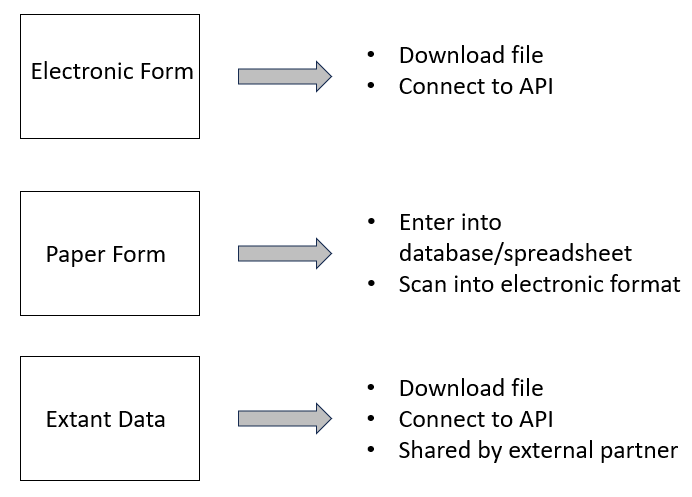 Electronic Form
• Download file
• Connect to API
Paper Form
• Enter into
database/spreadsheet
• Scan into electronic format
Extant Data
• Download file
• Connect to API
• Shared by external partner